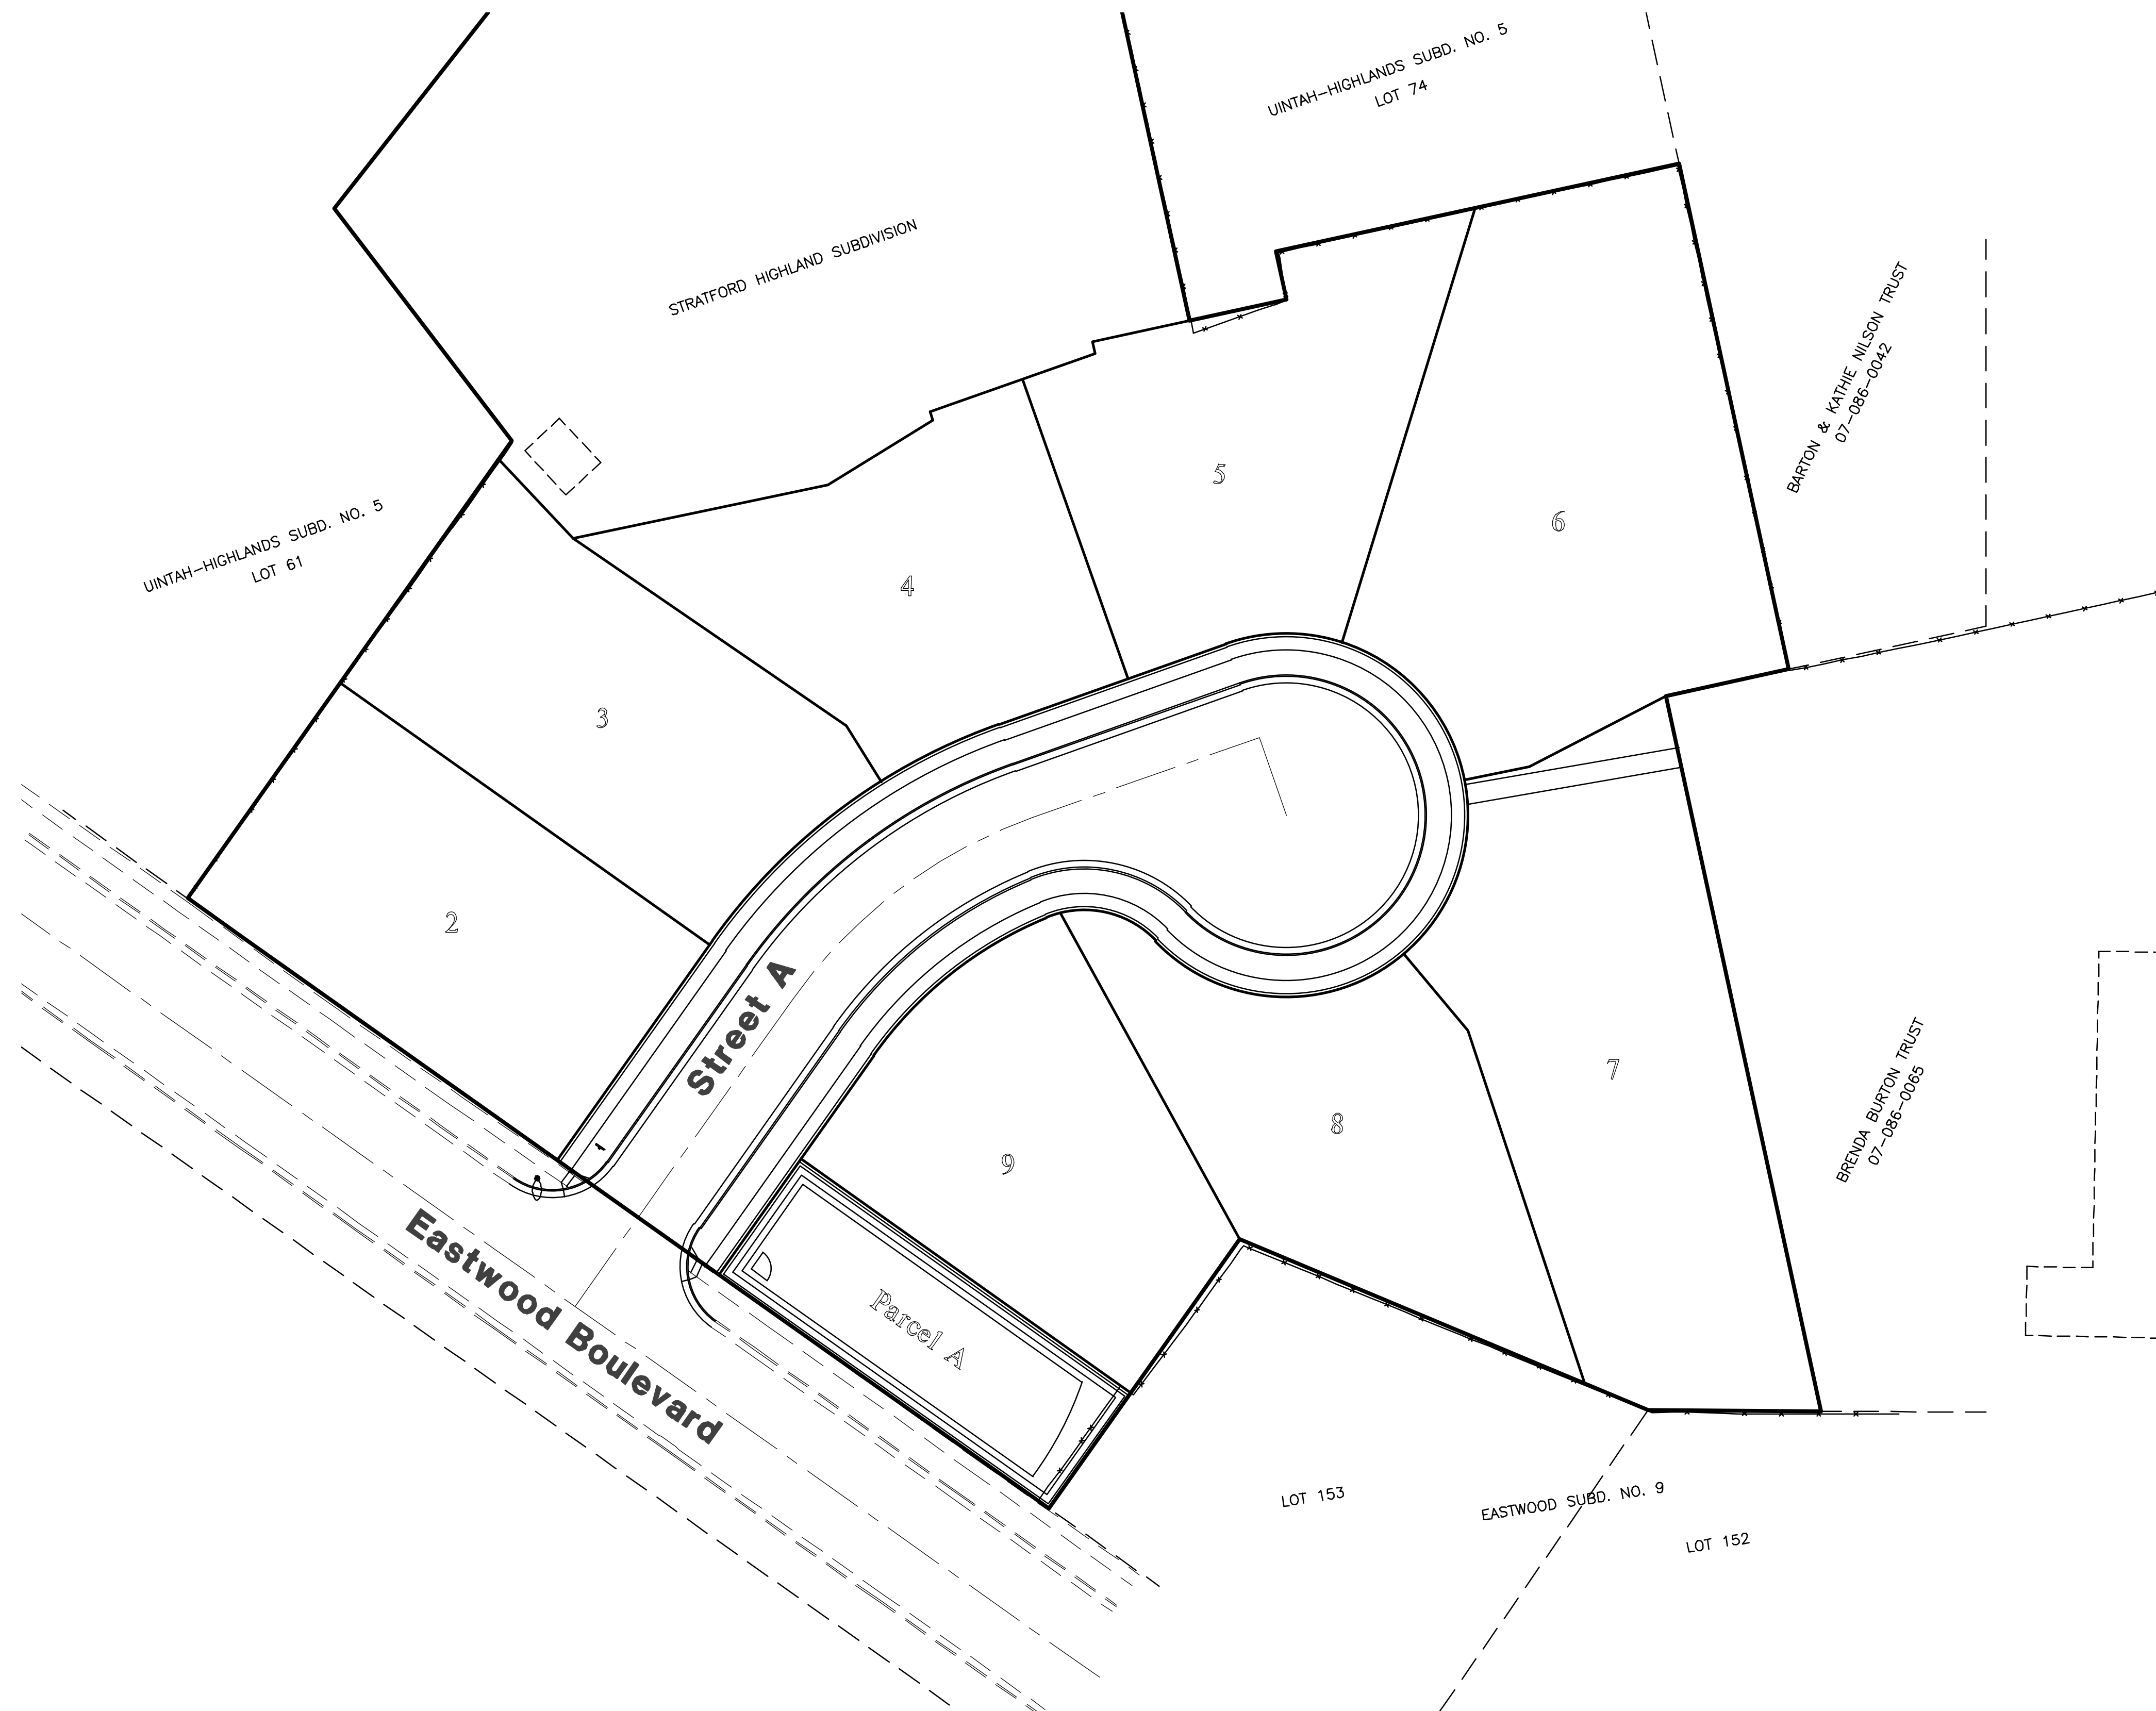 UINTAH-HIGHLANDS SUBD. NO. 5
LOT 74
STRATFORD HIGHLAND SUBDIVISION
BARTON & KATHIE NILSON TRUST
07-086-0042
UINTAH-HIGHLANDS SUBD. NO. 5
LOT 61
5
6
4
3
2
Street A
7
8
9
BRENDA BURTON TRUST
07-086-0065
Eastwood Boulevard
Parcel A
LOT 153
EASTWOOD SUBD. NO. 9
LOT 152